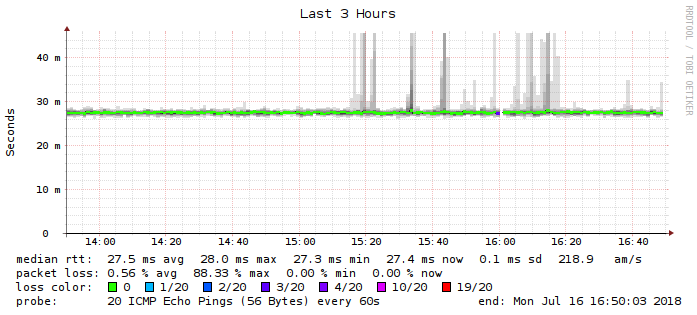 Last 3 Hours
RRDTOOL / TOBI OETIKER
Seconds
40 m
30 m
20 m
10 m
0
14:00 14:20 14:40 15:00 15:20 15:40 16:00 16:20 16:40
median rtt: 27.5 ms avg 28.0 ms max 27.3 ms min 27.4 ms now 0.1 ms sd 218.9 am/s
packet loss: 0.56 % avg 88.33 % max 0.00 % min 0.00 % now
loss color: 0 1/20 2/20 3/20 4/20 10/20 19/20
probe: 20 ICMP Echo Pings (56 Bytes) every 60s end: Mon Jul 16 16:50:03 2018